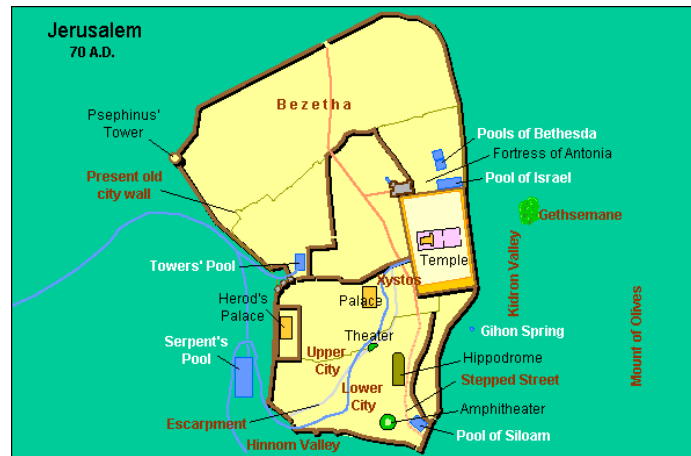 Jerusalem
70 A.D.
Bezetha
Psephinus'
Tower
Pools of Bethesda
Fortress of Antonia
Pool of Israel
Present old
city wall
Gethsemane
Towers' Pool
Temple
Xystos
Kidron Valley
Mount of Olives
Herod's
Palace
Palace
Serpent's
Pool
Theater
Gihon Spring
Upper
City
Hippodrome
Lower
City
Stepped Street
Escarpment
Amphitheater
Hinnom Valley
Pool of Siloam